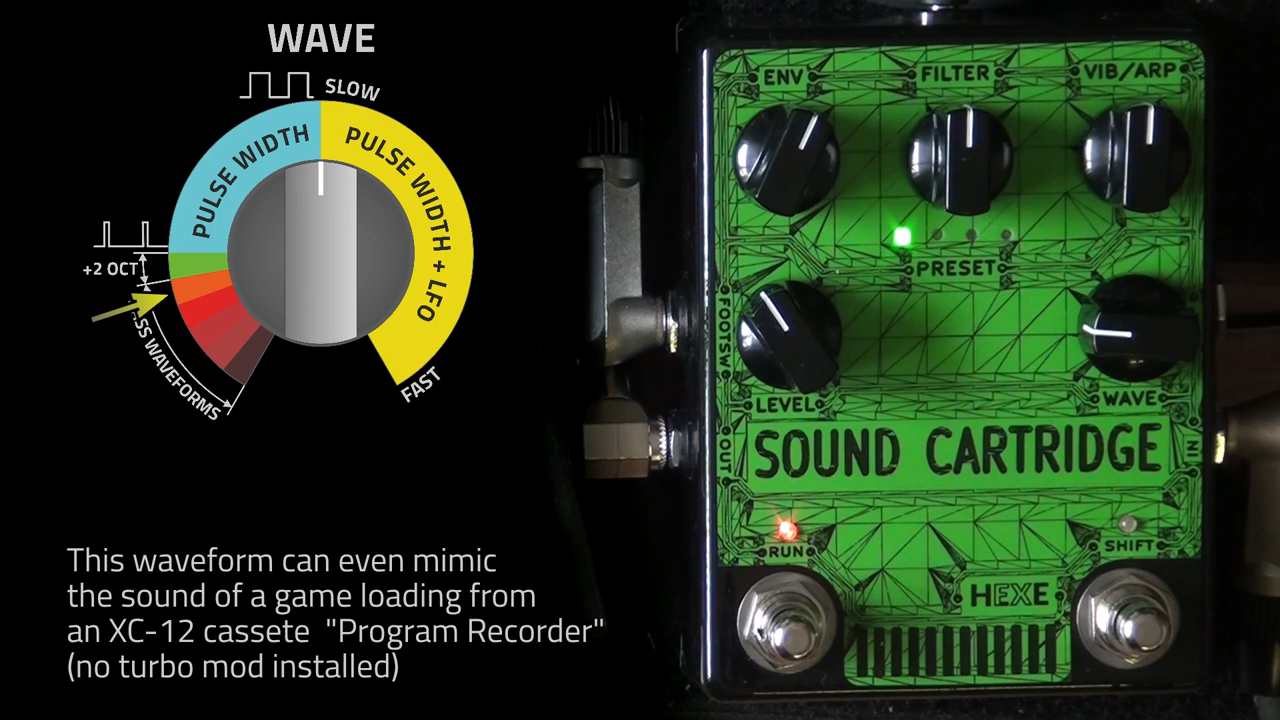 WAVE
SLOW
PULSE WIDTH
PULSE WIDTH + LFO
+2 OCT
WAVEFORMS
FAST
This waveform can even mimic
the sound of a game loading from
an XC-12 cassete "Program Recorder"
(no turbo mod installed)
ENV
FILTER
VIB/ARP
PRESET
FOOTSW
LEVEL
WAVE
SOUND CARTRIDGE
OUT
IN
RUN
SHIFT
HEXE